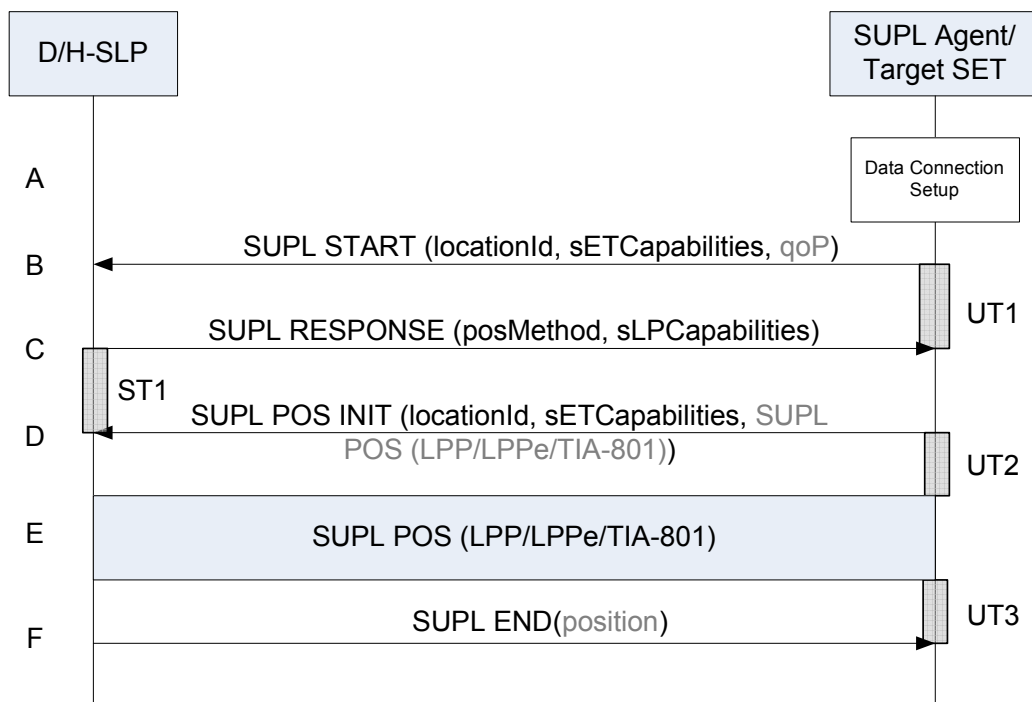 D/H-SLP
SUPL Agent/
Target SET
A
Data Connection
Setup
SUPL START (locationId, sETCapabilities, qoP)
B
UT1
SUPL RESPONSE (posMethod, sLPCapabilities)
C
ST1
SUPL POS INIT (locationId, sETCapabilities, SUPL
POS (LPP/LPPe/TIA-801))
D
UT2
E
SUPL POS (LPP/LPPe/TIA-801)
UT3
SUPL END(position)
F